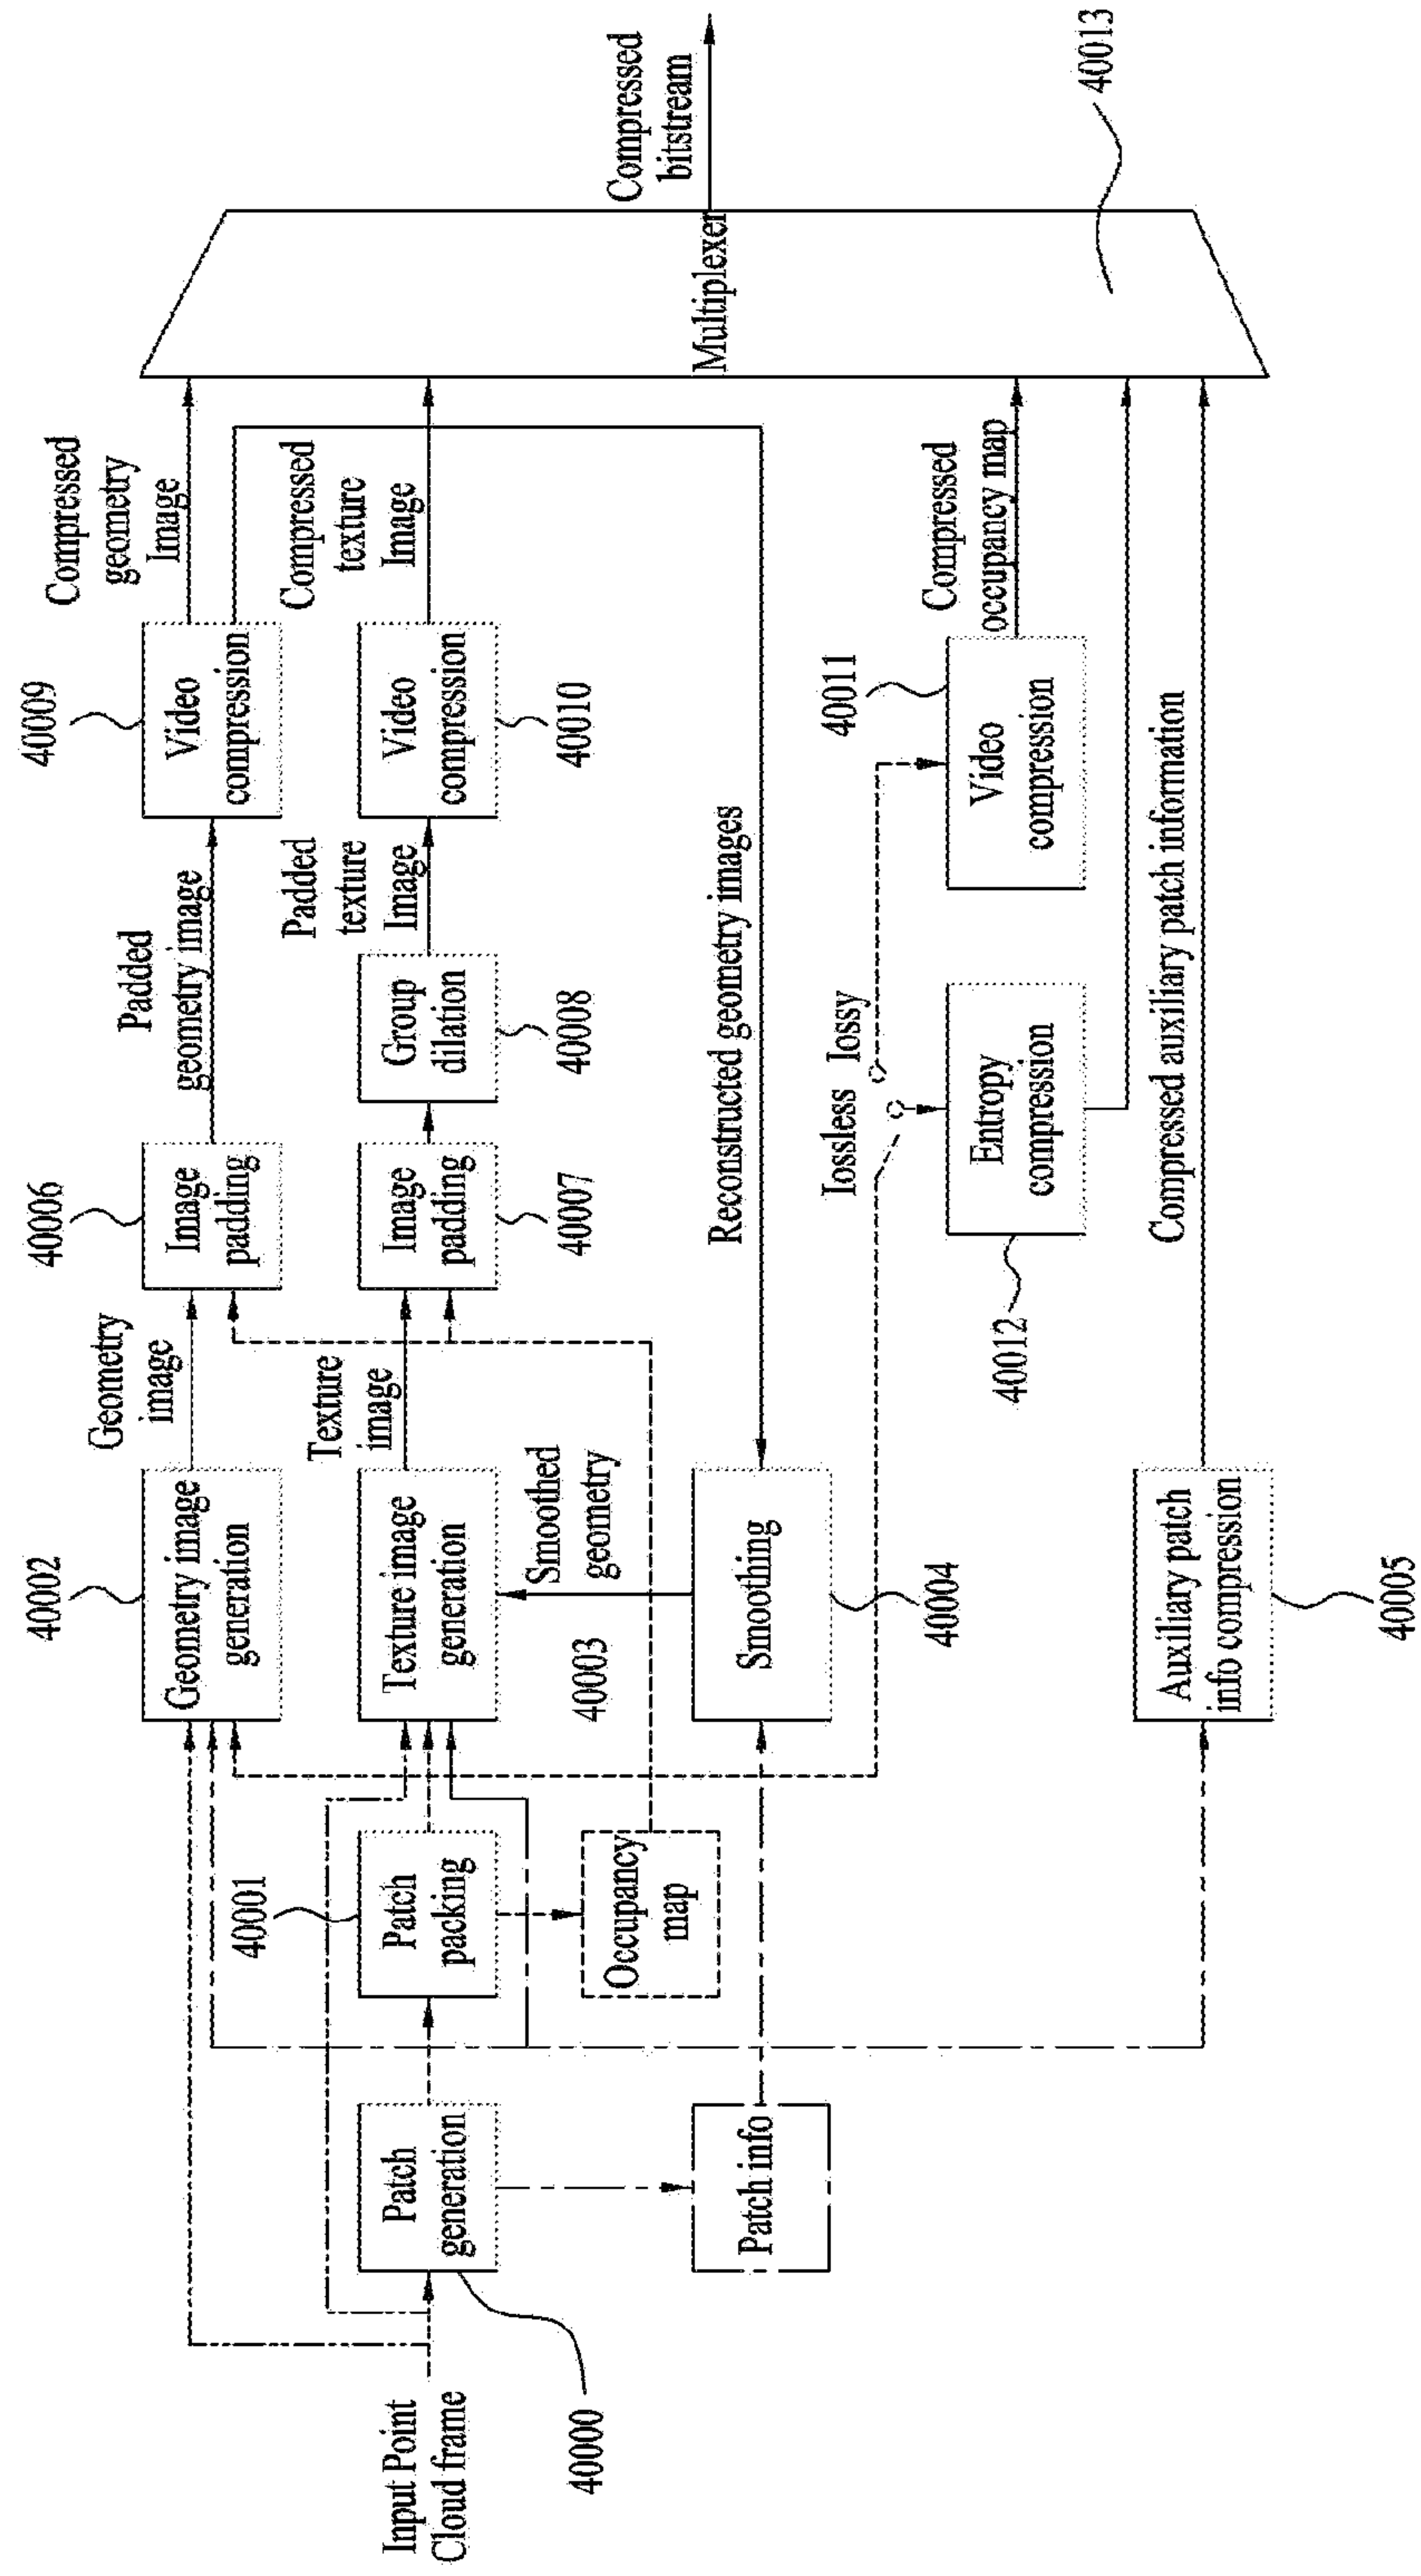 Input Point
Cloud frame
40000
Patch
generation
Patch info
40001
Patch
packing
Occupancy
map
40002
Geometry image
generation
Texture image
generation
40003
Smoothed
geometry
Smoothing
40004
Auxiliary patch
info compression
40005
Geometry
image
Texture
image
40006
Image
padding
Image
padding
40007
Group
dilation
40008
Padded
geometry image
Padded
texture
Image
40009
Video
compression
Video
compression
40010
Reconstructed geometry images
lossless
lossy
Entropy
compression
40012
40011
Video
compression
Compressed auxiliary patch information
Compressed
geometry
Image
Compressed
texture
Image
Compressed
occupancy map
Multiplexer
40013
Compressed
bitstream